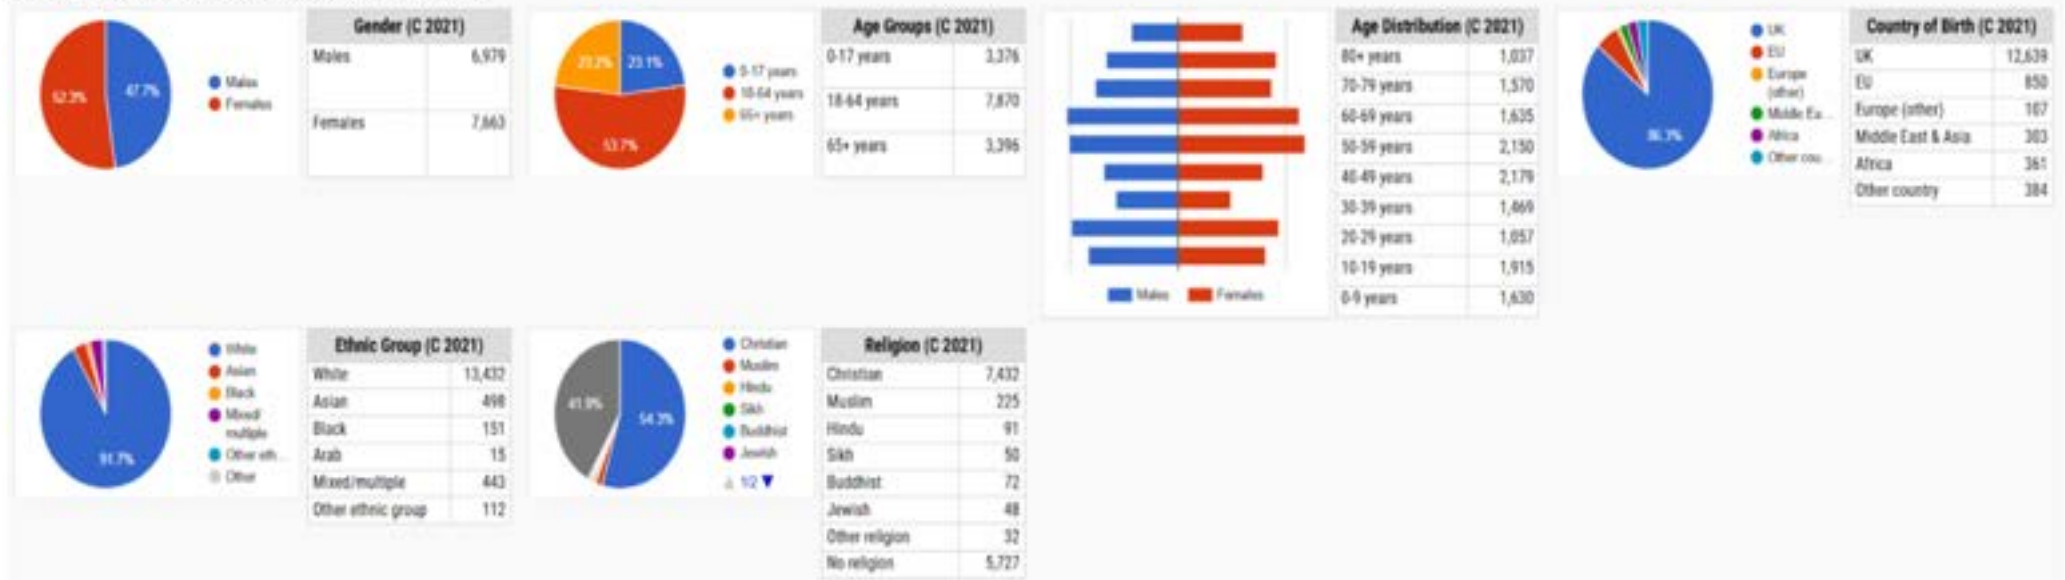 Gender (C 2021)
Males 6,979
Females 7,663
52.3%
47.7%
Males
Females
Age Groups (C 2021)
0-17 years 3,376
18-64 years 7,870
65+ years 3,396
23.2%
23.1%
53.7%
0-17 years
18-64 years
65+ years
Age Distribution (C 2021)
80+ years 1,037
70-79 years 1,570
60-69 years 1,635
50-59 years 2,150
40-49 years 2,179
30-39 years 1,469
20-29 years 1,057
10-19 years 1,915
0-9 years 1,630
Males
Females
Country of Birth (C 2021)
UK 12,639
EU 850
Europe (other) 107
Middle East & Asia 303
Africa 361
Other country 384
86.3%
UK
EU
Europe
(other)
Middle Ea...
Africa
Other cou...
Ethnic Group (C 2021)
White 13,432
Asian 498
Black 151
Arab 15
Mixed/multiple 443
Other ethnic group 112
91.7%
White
Asian
Black
Mixed/
multiple
Other eth...
Other
Religion (C 2021)
Christian 7,432
Muslim 225
Hindu 91
Sikh 50
Buddhist 72
Jewish 48
Other religion 32
No religion 5,727
41.9%
54.3%
Christian
Muslim
Hindu
Sikh
Buddhist
Jewish
1/2